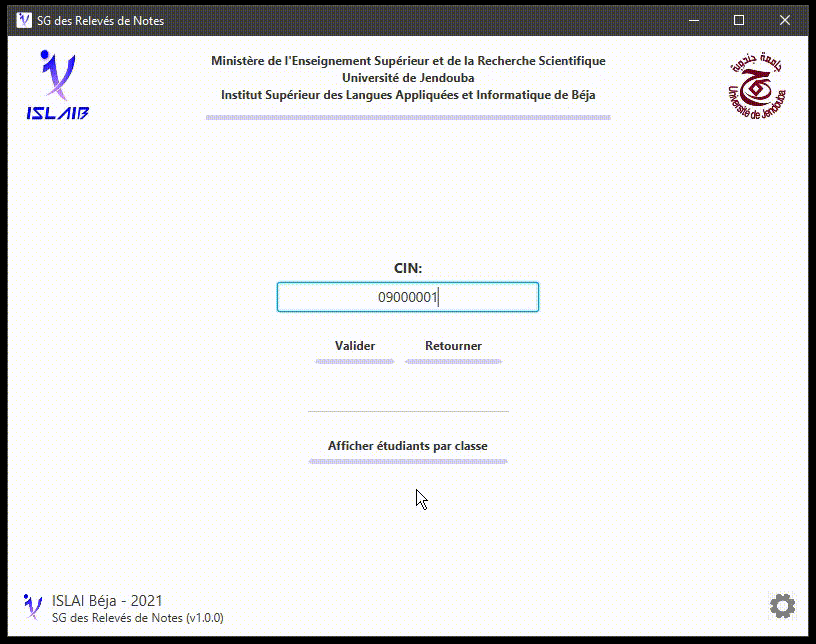 SG des Relevés de Notes
ISLAIB
Ministère de l'Enseignement Supérieur et de la Recherche Scientifique
Université de Jendouba
Institut Supérieur des Langues Appliquées et Informatique de Béja
جامعة جندوبة
Université de Jendouba
CIN:
09000001
Valider Retourner
Afficher étudiants par classe
ISLAI Béja - 2021
SG des Relevés de Notes (v1.0.0)